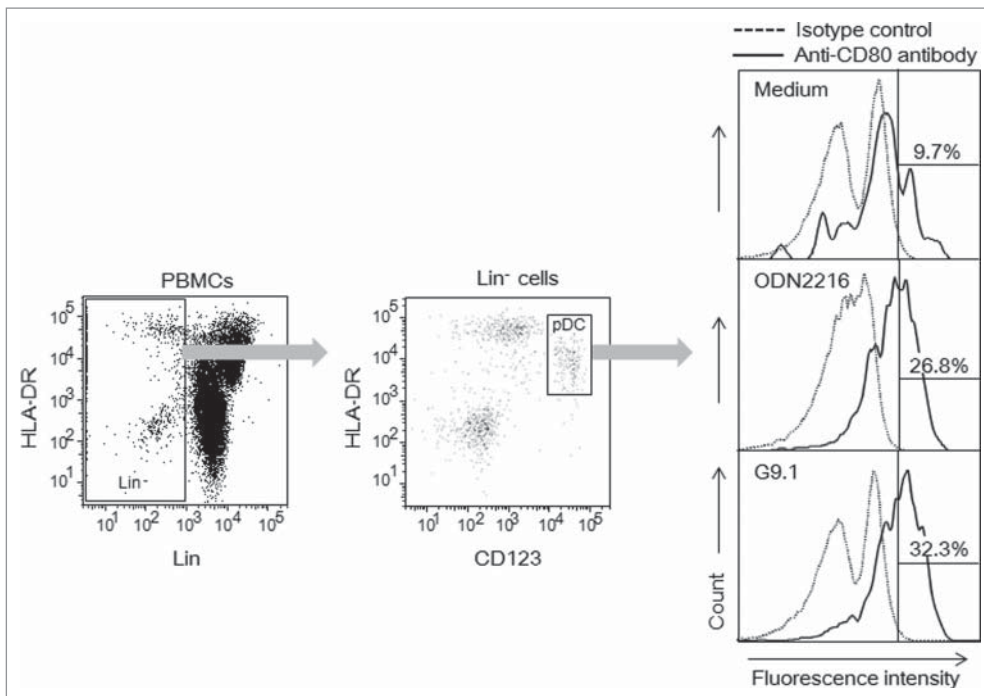 Isotype control
Anti-CD80 antibody
Medium
9.7%
PBMCs
HLA-DR
10⁵
10⁴
10³
10²
10¹
Lin⁻
10¹ 10² 10³ 10⁴ 10⁵
Lin
Lin⁻ cells
HLA-DR
10⁵
10⁴
10³
10²
10¹
pDC
10¹ 10² 10³ 10⁴ 10⁵
CD123
ODN2216
26.8%
G9.1
32.3%
Count
Fluorescence intensity